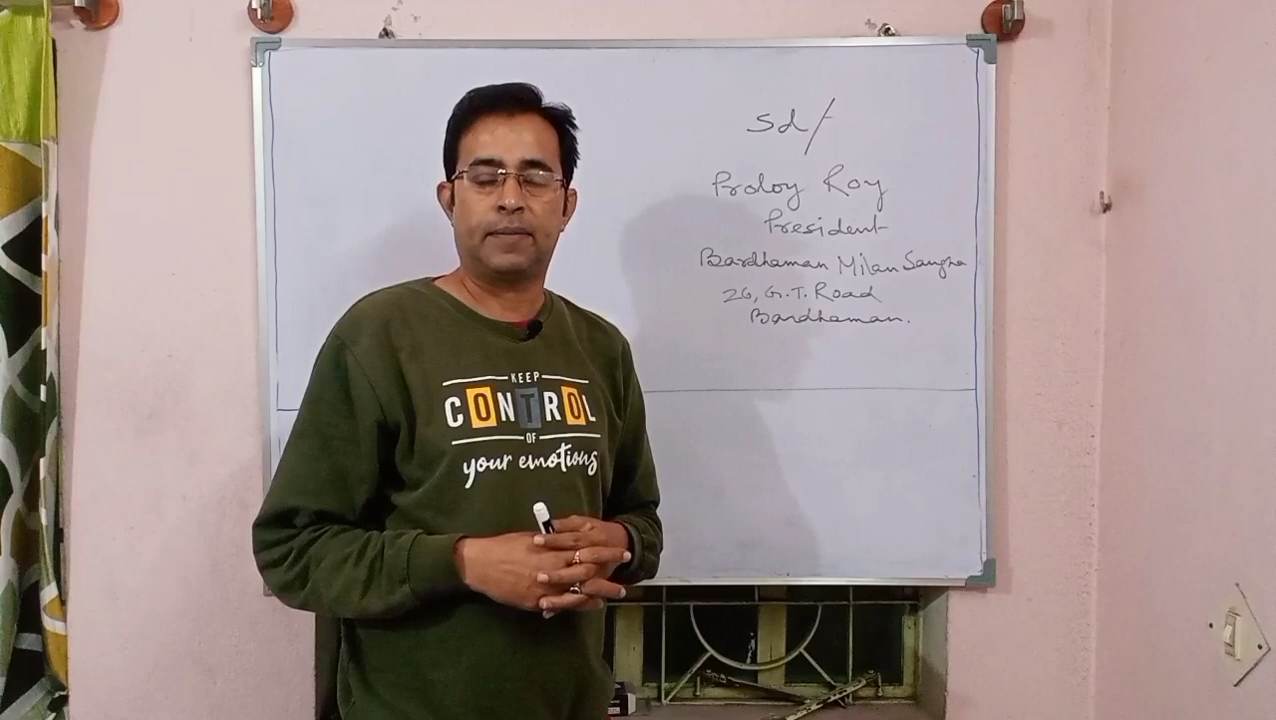 Sd/-
Proloy Roy
President
Bardhaman Milan Sangha
26, G.T. Road
Bardhaman.
KEEP
CONTROL
OF
your emotions